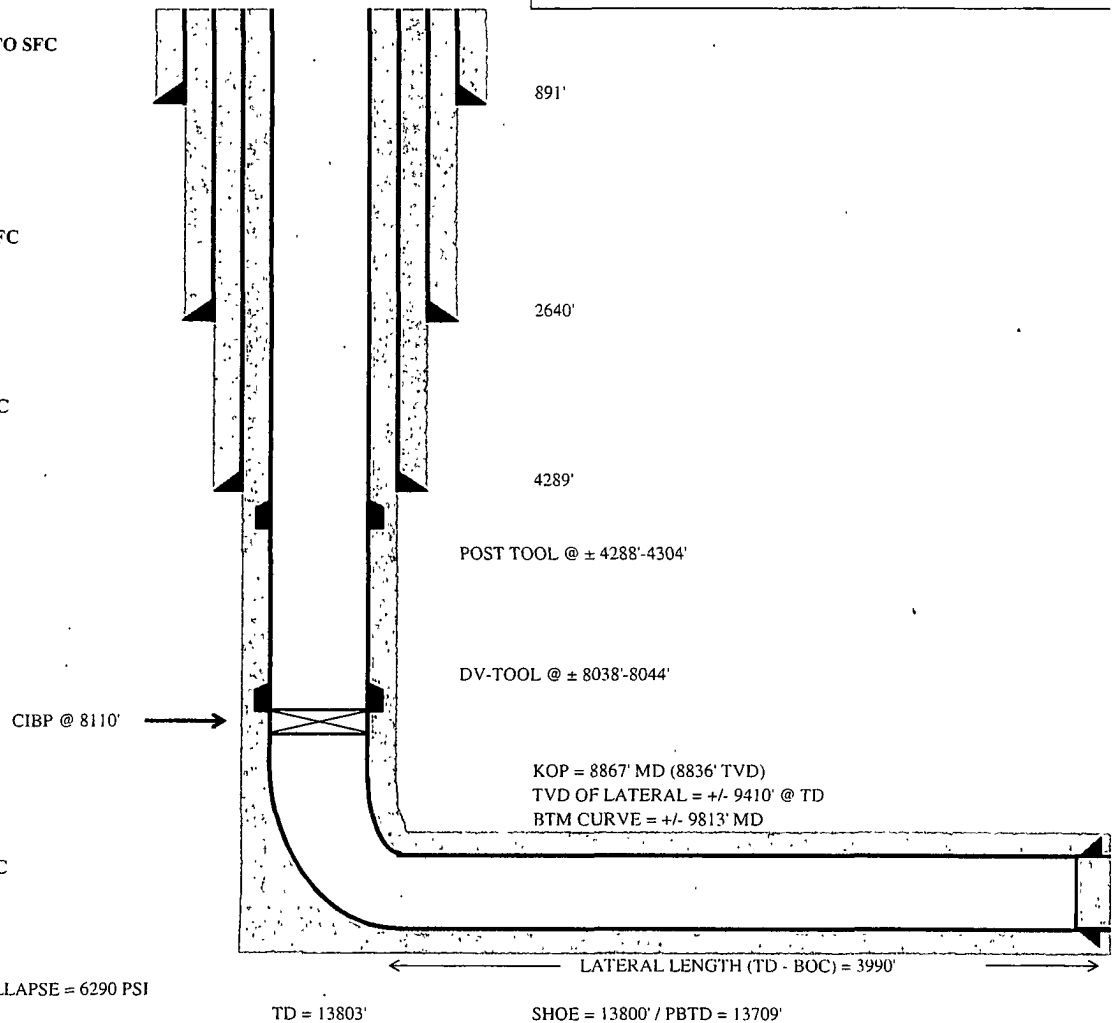 TO SFC
891'
FC
2640'
C
4289'
POST TOOL @ ± 4288'-4304'
DV-TOOL @ ± 8038'-8044'
CIBP @ 8110'
KOP = 8867' MD (8836' TVD)
TVD OF LATERAL = +/- 9410' @ TD
BTM CURVE = +/- 9813' MD
C
LATERAL LENGTH (TD - BOC) = 3990'
LLAPSE = 6290 PSI
TD = 13803'
SHOE = 13800' / PBTD = 13709'